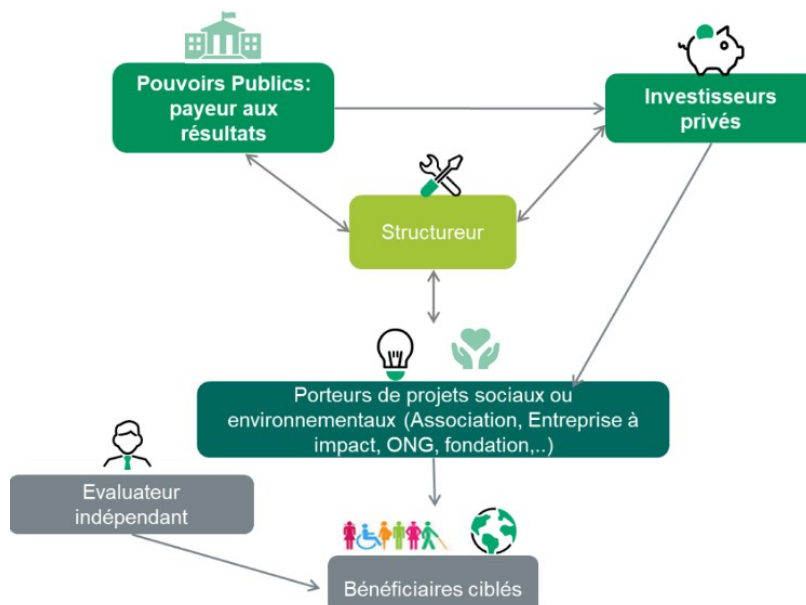 Pouvoirs Publics:
payeur aux
résultats
Investisseurs
privés
Structureur
Porteurs de projets sociaux ou
environnementaux (Association, Entreprise à
impact, ONG, fondation,..)
Evaluateur
indépendant
Bénéficiaires ciblés